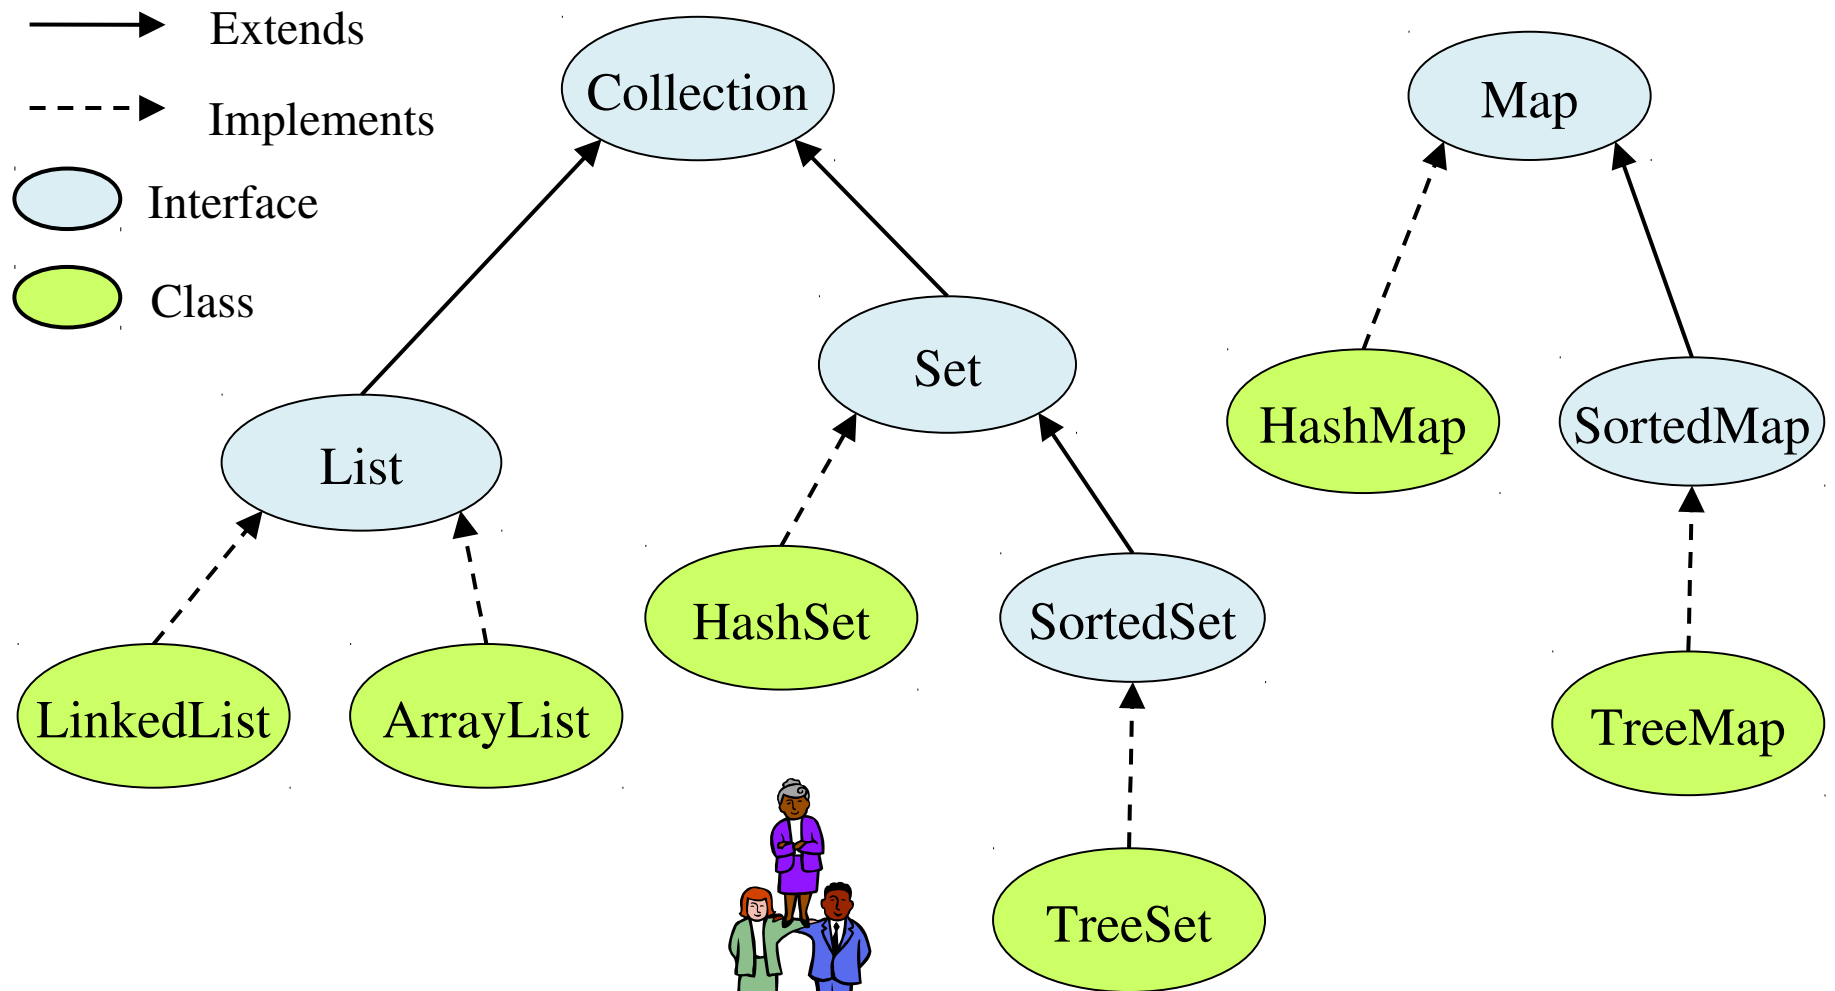 Extends
Implements
Interface
Class
Collection
Map
Set
List
HashMap
SortedMap
HashSet
SortedSet
LinkedList
ArrayList
TreeMap
TreeSet